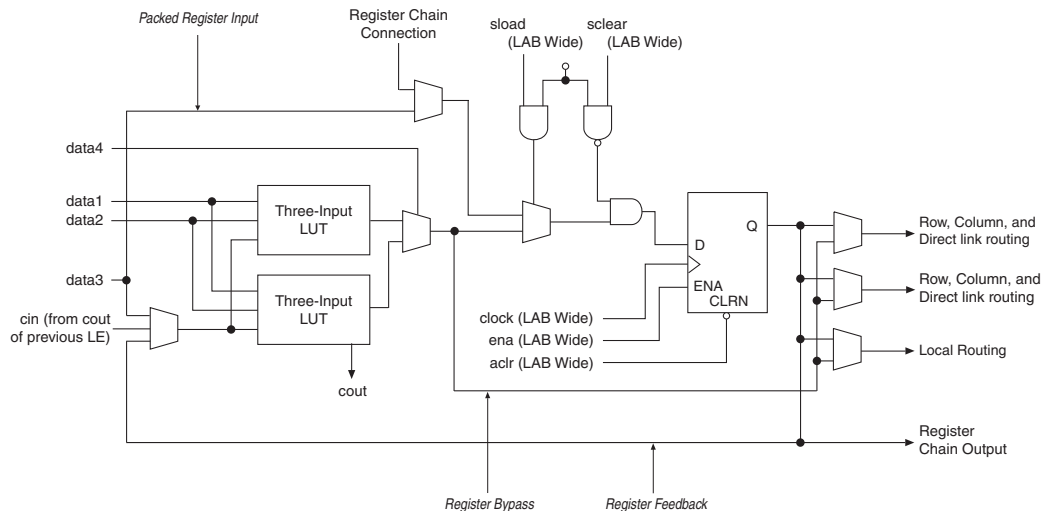 Packed Register Input
Register Chain
Connection
sload
(LAB Wide)
sclear
(LAB Wide)
data4
data1
data2
Three-Input
LUT
data3
Three-Input
LUT
cin (from cout
of previous LE)
cout
Q
D
ENA
CLRN
clock (LAB Wide)
ena (LAB Wide)
aclr (LAB Wide)
Row, Column, and
Direct link routing
Row, Column, and
Direct link routing
Local Routing
Register
Chain Output
Register Bypass
Register Feedback